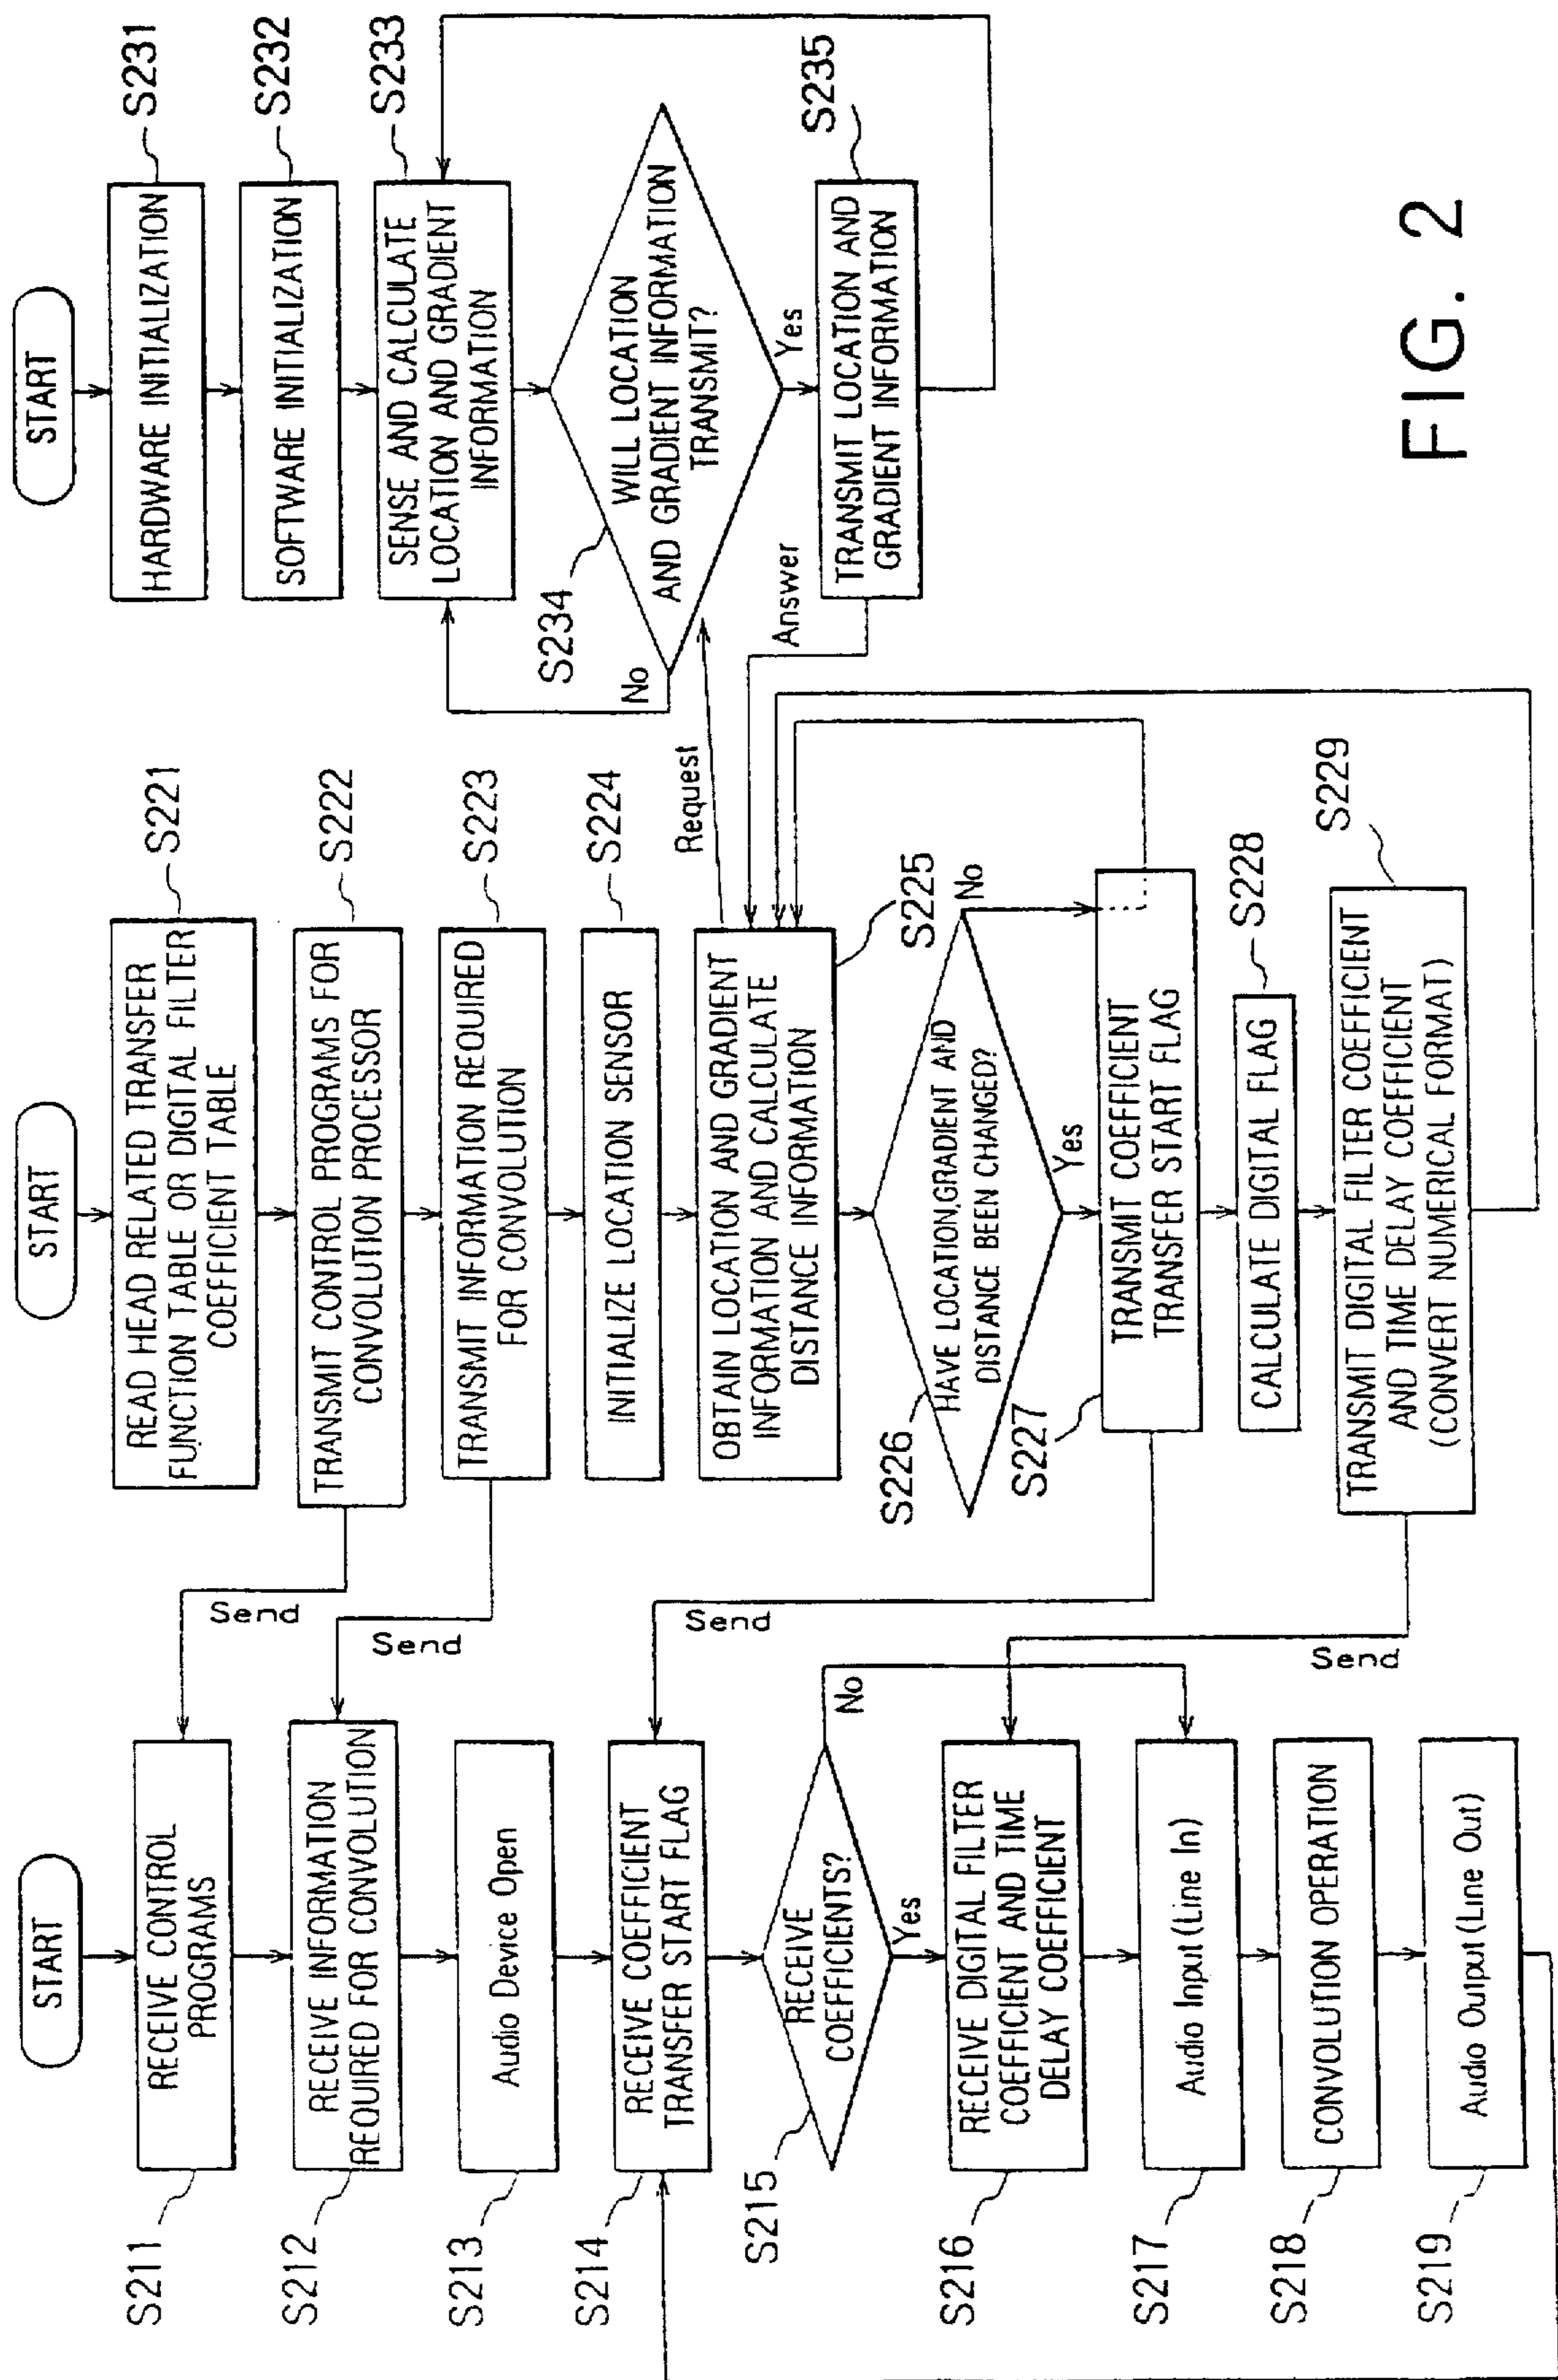 START
RECEIVE CONTROL
PROGRAMS
S211
RECEIVE INFORMATION
REQUIRED FOR CONVOLUTION
S212
Audio Device Open
S213
RECEIVE COEFFICIENT
TRANSFER START FLAG
S214
RECEIVE
COEFFICIENTS?
S215
No
Yes
RECEIVE DIGITAL FILTER
COEFFICIENT AND TIME
DELAY COEFFICIENT
S216
Audio Input (Line In)
S217
CONVOLUTION OPERATION
S218
Audio Output (Line Out)
S219
Send
Send
Send
Send
START
READ HEAD RELATED TRANSFER
FUNCTION TABLE OR DIGITAL FILTER
COEFFICIENT TABLE
S221
TRANSMIT CONTROL PROGRAMS FOR
CONVOLUTION PROCESSOR
S222
TRANSMIT INFORMATION REQUIRED
FOR CONVOLUTION
S223
INITIALIZE LOCATION SENSOR
S224
OBTAIN LOCATION AND GRADIENT
INFORMATION AND CALCULATE
DISTANCE INFORMATION
S225
HAVE LOCATION,GRADIENT AND
DISTANCE BEEN CHANGED?
S226
No
Yes
TRANSMIT COEFFICIENT
TRANSFER START FLAG
S227
CALCULATE DIGITAL FLAG
S228
TRANSMIT DIGITAL FILTER COEFFICIENT
AND TIME DELAY COEFFICIENT
(CONVERT NUMERICAL FORMAT)
S229
Request
Answer
START
HARDWARE INITIALIZATION
S231
SOFTWARE INITIALIZATION
S232
SENSE AND CALCULATE
LOCATION AND GRADIENT
INFORMATION
S233
WILL LOCATION
AND GRADIENT INFORMATION
TRANSMIT?
S234
No
Yes
TRANSMIT LOCATION AND
GRADIENT INFORMATION
S235
FIG. 2